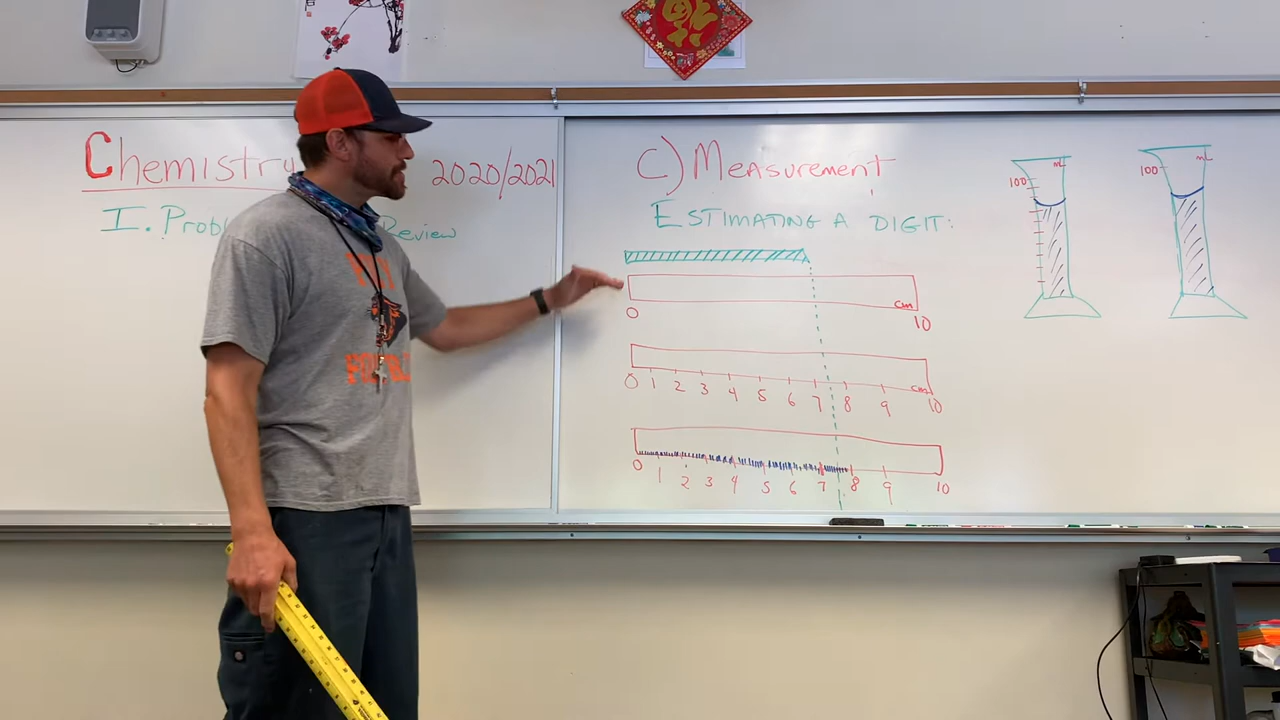 Chemistry 2020/2021
I. Review
C) Measurement
ESTIMATING A DIGIT:
mL
100
mL
100
cm
0 10
cm
0 1 2 3 4 5 6 7 8 9 10
0 1 2 3 4 5 6 7 8 9 10
福